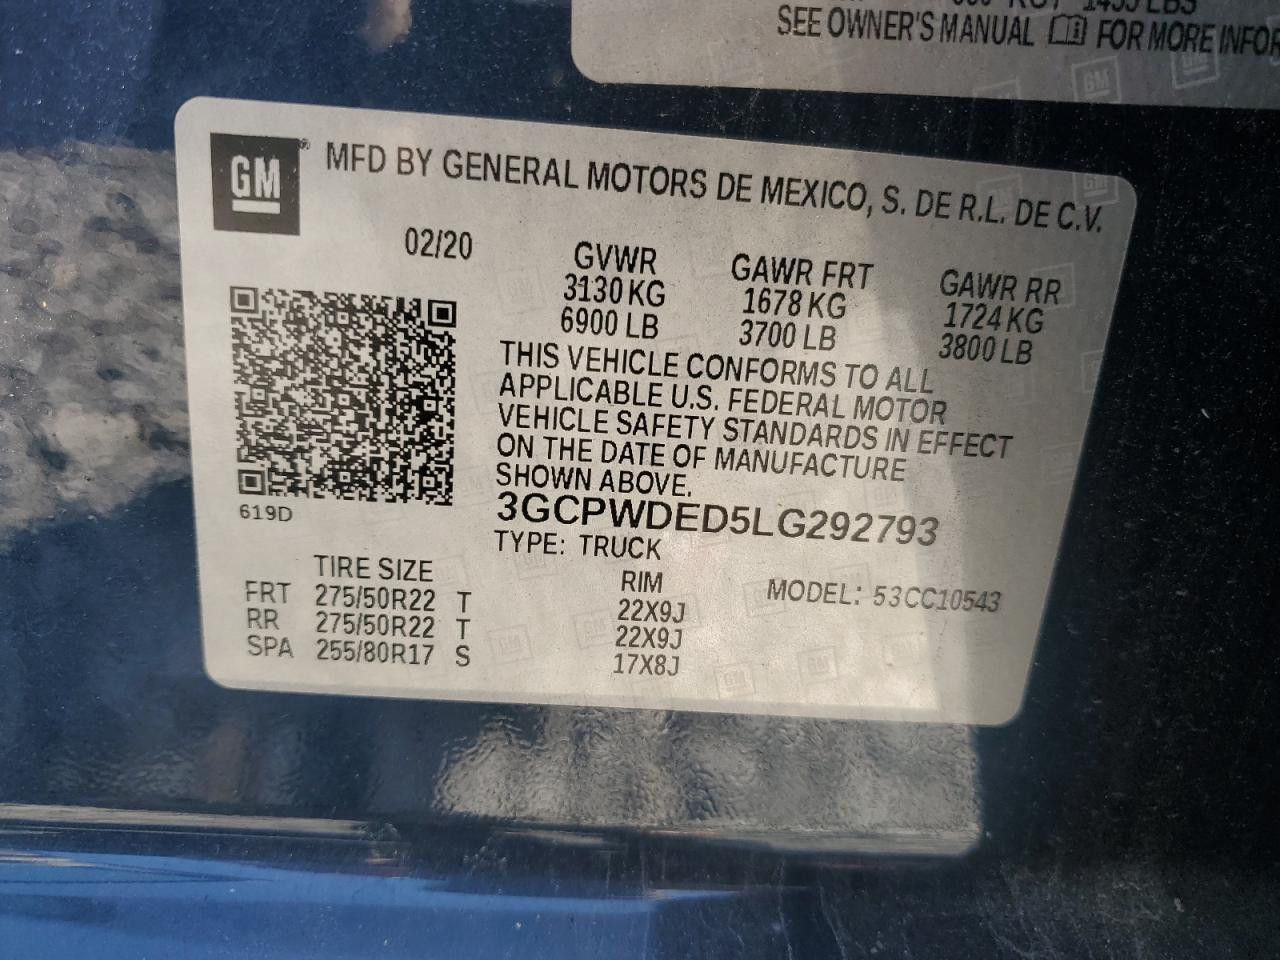 1455 LBS
SEE OWNER'S MANUAL FOR MORE
GM
MFD BY GENERAL MOTORS DE MEXICO, S. DE R.L. DE C.V.
02/20
GVWR GAWR FRT GAWR RR
3130 KG 1678 KG 1724 KG
6900 LB 3700 LB 3800 LB
THIS VEHICLE CONFORMS TO ALL
APPLICABLE U.S. FEDERAL MOTOR
VEHICLE SAFETY STANDARDS IN EFFECT
ON THE DATE OF MANUFACTURE
SHOWN ABOVE.
619D
3GCPWDED5LG292793
TYPE: TRUCK
TIRE SIZE RIM MODEL: 53CC10543
FRT 275/50R22 T 22X9J
RR 275/50R22 T 22X9J
SPA 255/80R17 S 17X8J